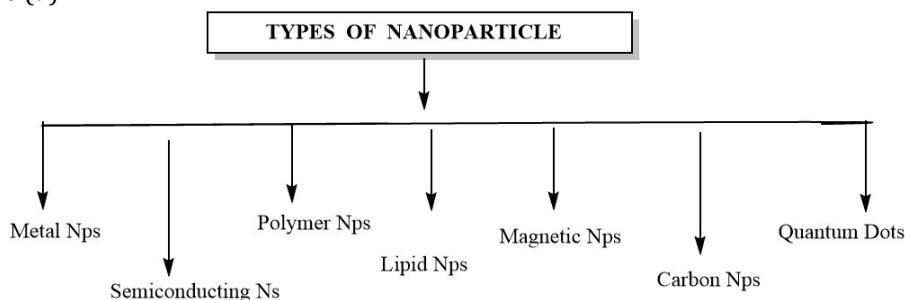 TYPES OF NANOPARTICLE
Metal Nps
Semiconducting Ns
Polymer Nps
Lipid Nps
Magnetic Nps
Carbon Nps
Quantum Dots